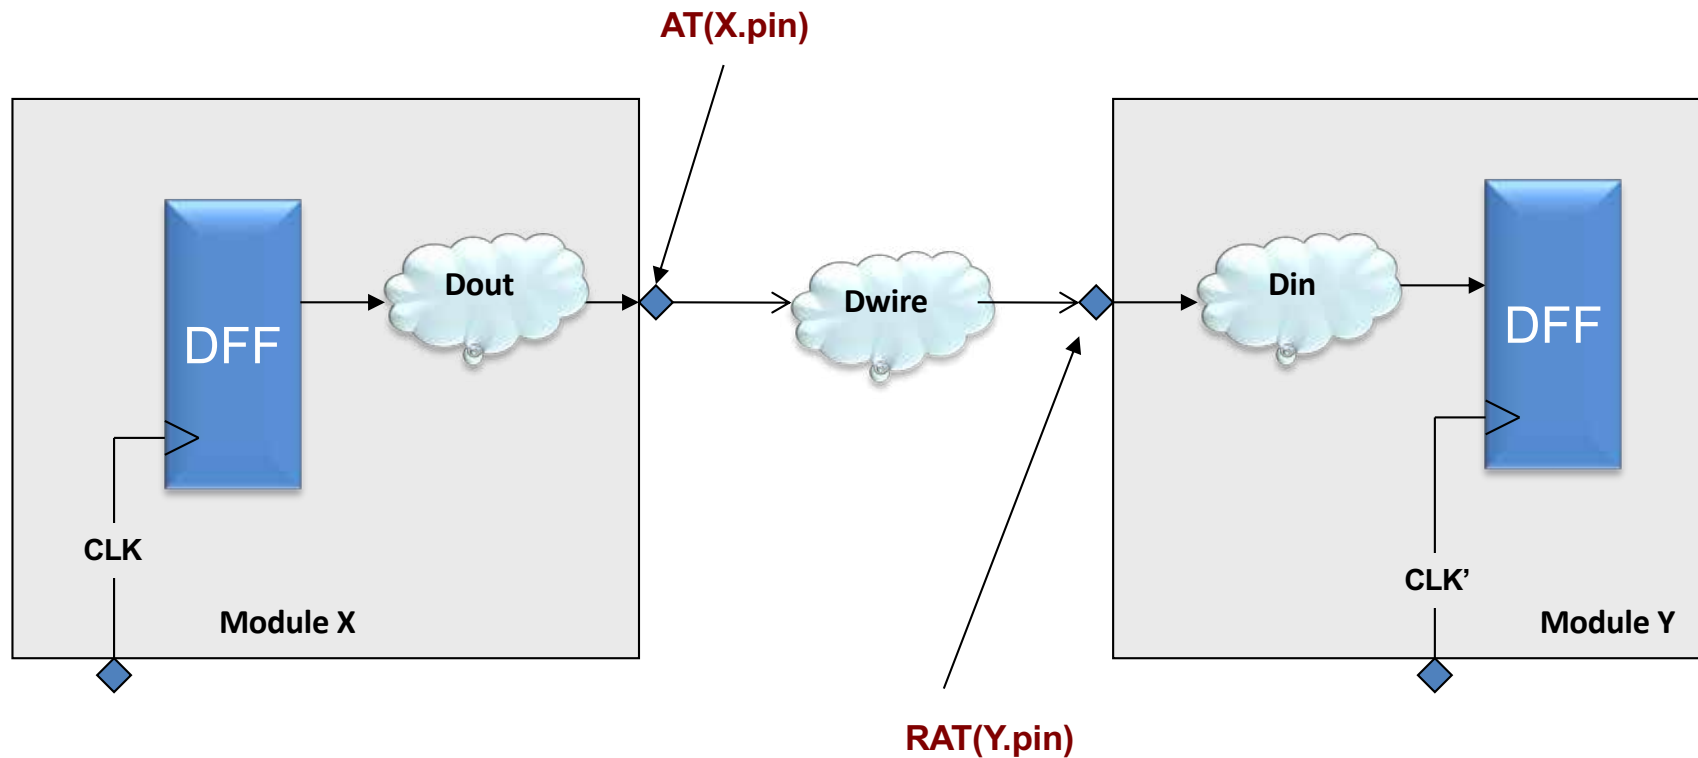 AT(X.pin)
Dout
Dwire
Din
DFF
DFF
CLK
CLK’
Module X
Module Y
RAT(Y.pin)